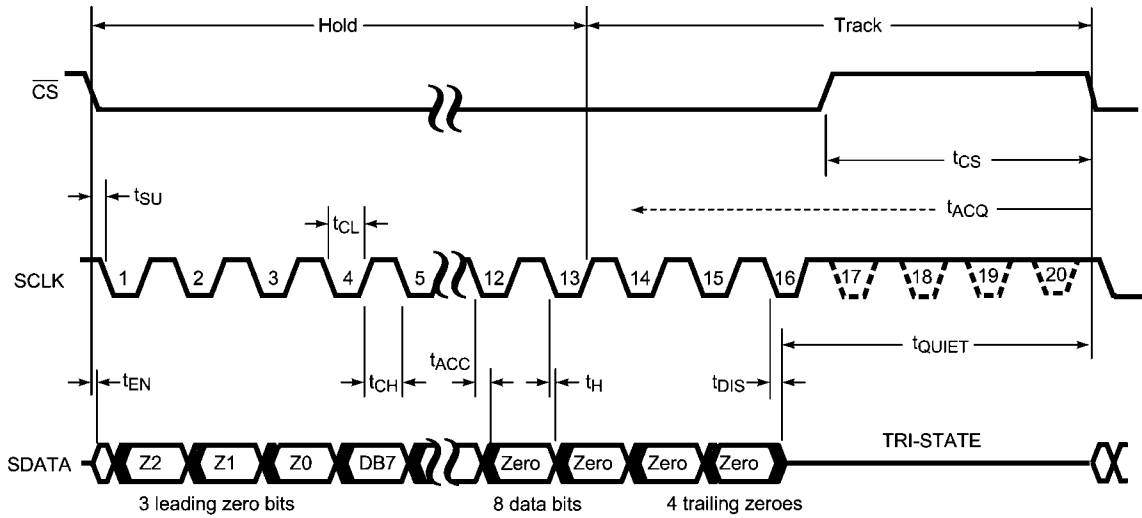 Hold Track
CS
tCS
tSU
tCL
tACQ
SCLK 1 2 3 4 5 12 13 14 15 16 17 18 19 20
tQUIET
tACC
tEN tCH tH tDIS
TRI-STATE
SDATA Z2 Z1 Z0 DB7 Zero Zero Zero Zero
3 leading zero bits 8 data bits 4 trailing zeroes